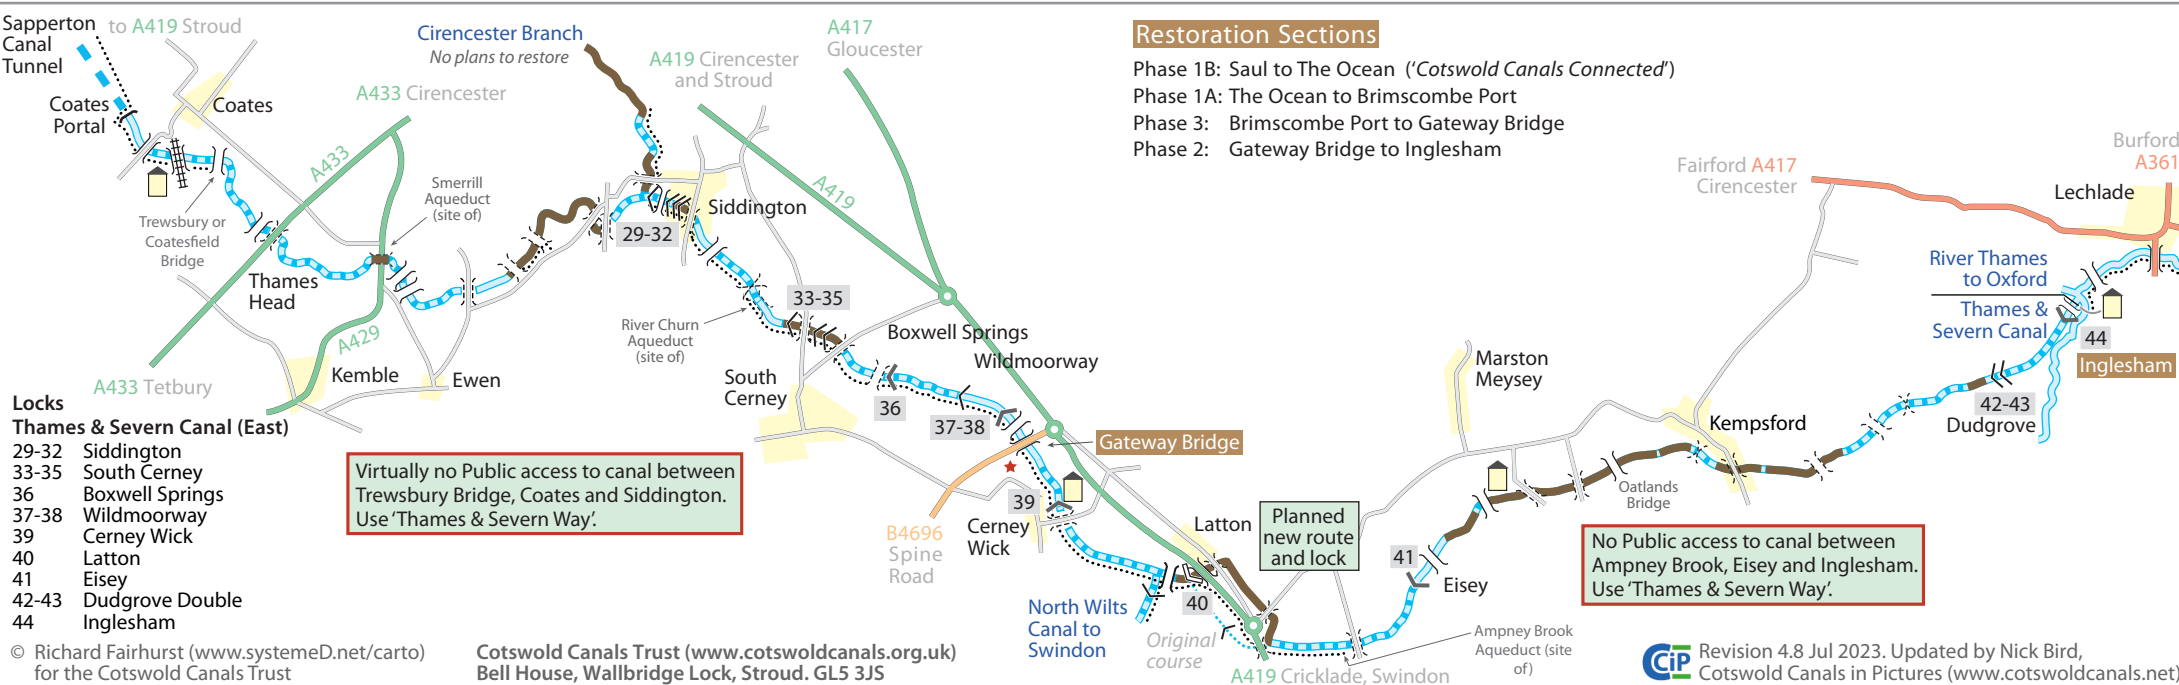 Sapperton
Canal
Tunnel
to A419 Stroud
Coates
Portal
Coates
A433 Cirencester
A433
Cirencester Branch
No plans to restore
A419 Cirencester
and Stroud
A417
Gloucester
A419
Restoration Sections
Phase 1B: Saul to The Ocean ('Cotswold Canals Connected')
Phase 1A: The Ocean to Brimscombe Port
Phase 3: Brimscombe Port to Gateway Bridge
Phase 2: Gateway Bridge to Inglesham
Fairford A417
Cirencester
Burford
A361
Lechlade
Trewsbury or
Coatesfield
Bridge
Smerrill
Aqueduct
(site of)
Siddington
29-32
Thames
Head
A429
A433 Tetbury
Kemble
Ewen
River Churn
Aqueduct
(site of)
33-35
Boxwell Springs
Wildmoorway
South
Cerney
36
37-38
Gateway Bridge
B4696
Spine
Road
39
Cerney
Wick
Latton
Planned
new route
and lock
40
North Wilts
Canal to
Swindon
Original
course
A419 Cricklade, Swindon
41
Eisey
Ampney Brook
Aqueduct (site
of)
Marston
Meysey
Kempsford
Oatlands
Bridge
River Thames
to Oxford
Thames &
Severn Canal
44
Inglesham
42-43
Dudgrove
Locks
Thames & Severn Canal (East)
29-32 Siddington
33-35 South Cerney
36 Boxwell Springs
37-38 Wildmoorway
39 Cerney Wick
40 Latton
41 Eisey
42-43 Dudgrove Double
44 Inglesham
Virtually no Public access to canal between
Trewsbury Bridge, Coates and Siddington.
Use 'Thames & Severn Way'.
No Public access to canal between
Ampney Brook, Eisey and Inglesham.
Use 'Thames & Severn Way'.
© Richard Fairhurst (www.systemeD.net/carto)
for the Cotswold Canals Trust
Cotswold Canals Trust (www.cotswoldcanals.org.uk)
Bell House, Wallbridge Lock, Stroud. GL5 3JS
CiP
Revision 4.8 Jul 2023. Updated by Nick Bird,
Cotswold Canals in Pictures (www.cotswoldcanals.net)